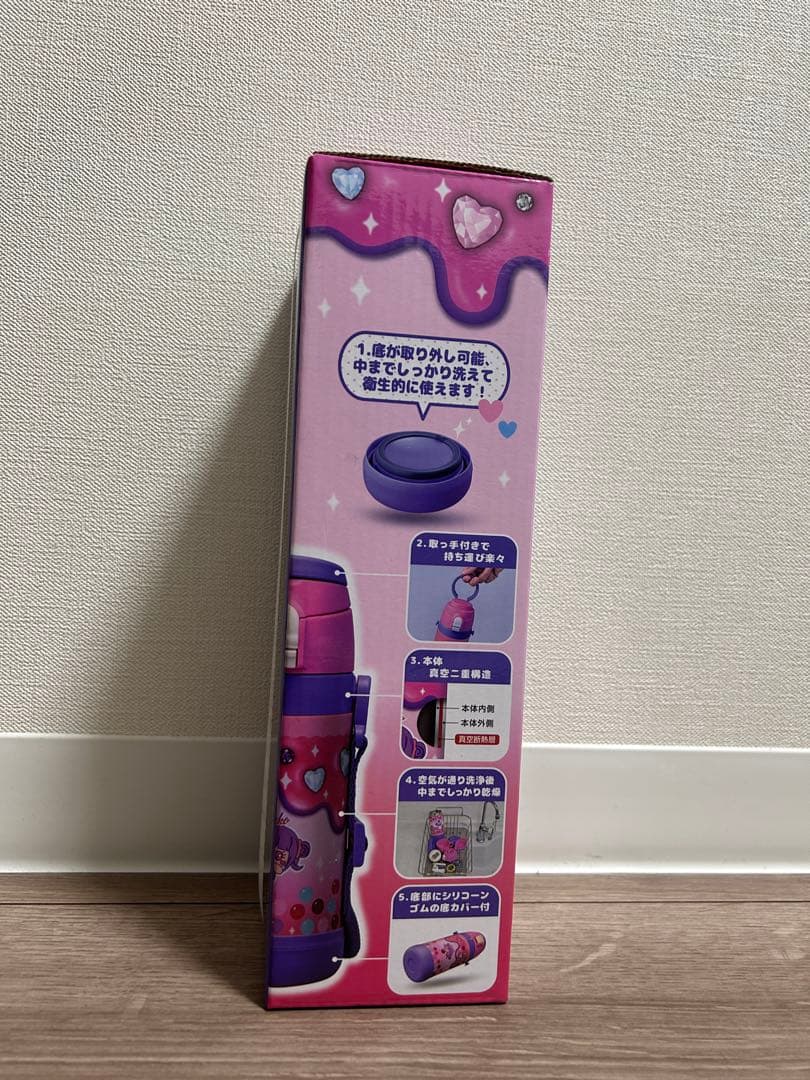 1.底が取り外し可能、
中までしっかり洗えて
衛生的に使えます!
2.取っ手付きで
持ち運び楽々
3.本体
真空二重構造
本体内側
本体外側
真空断熱層
4.空気が通り洗浄後
中までしっかり乾燥
5.底部にシリコーン
ゴムの底カバー付